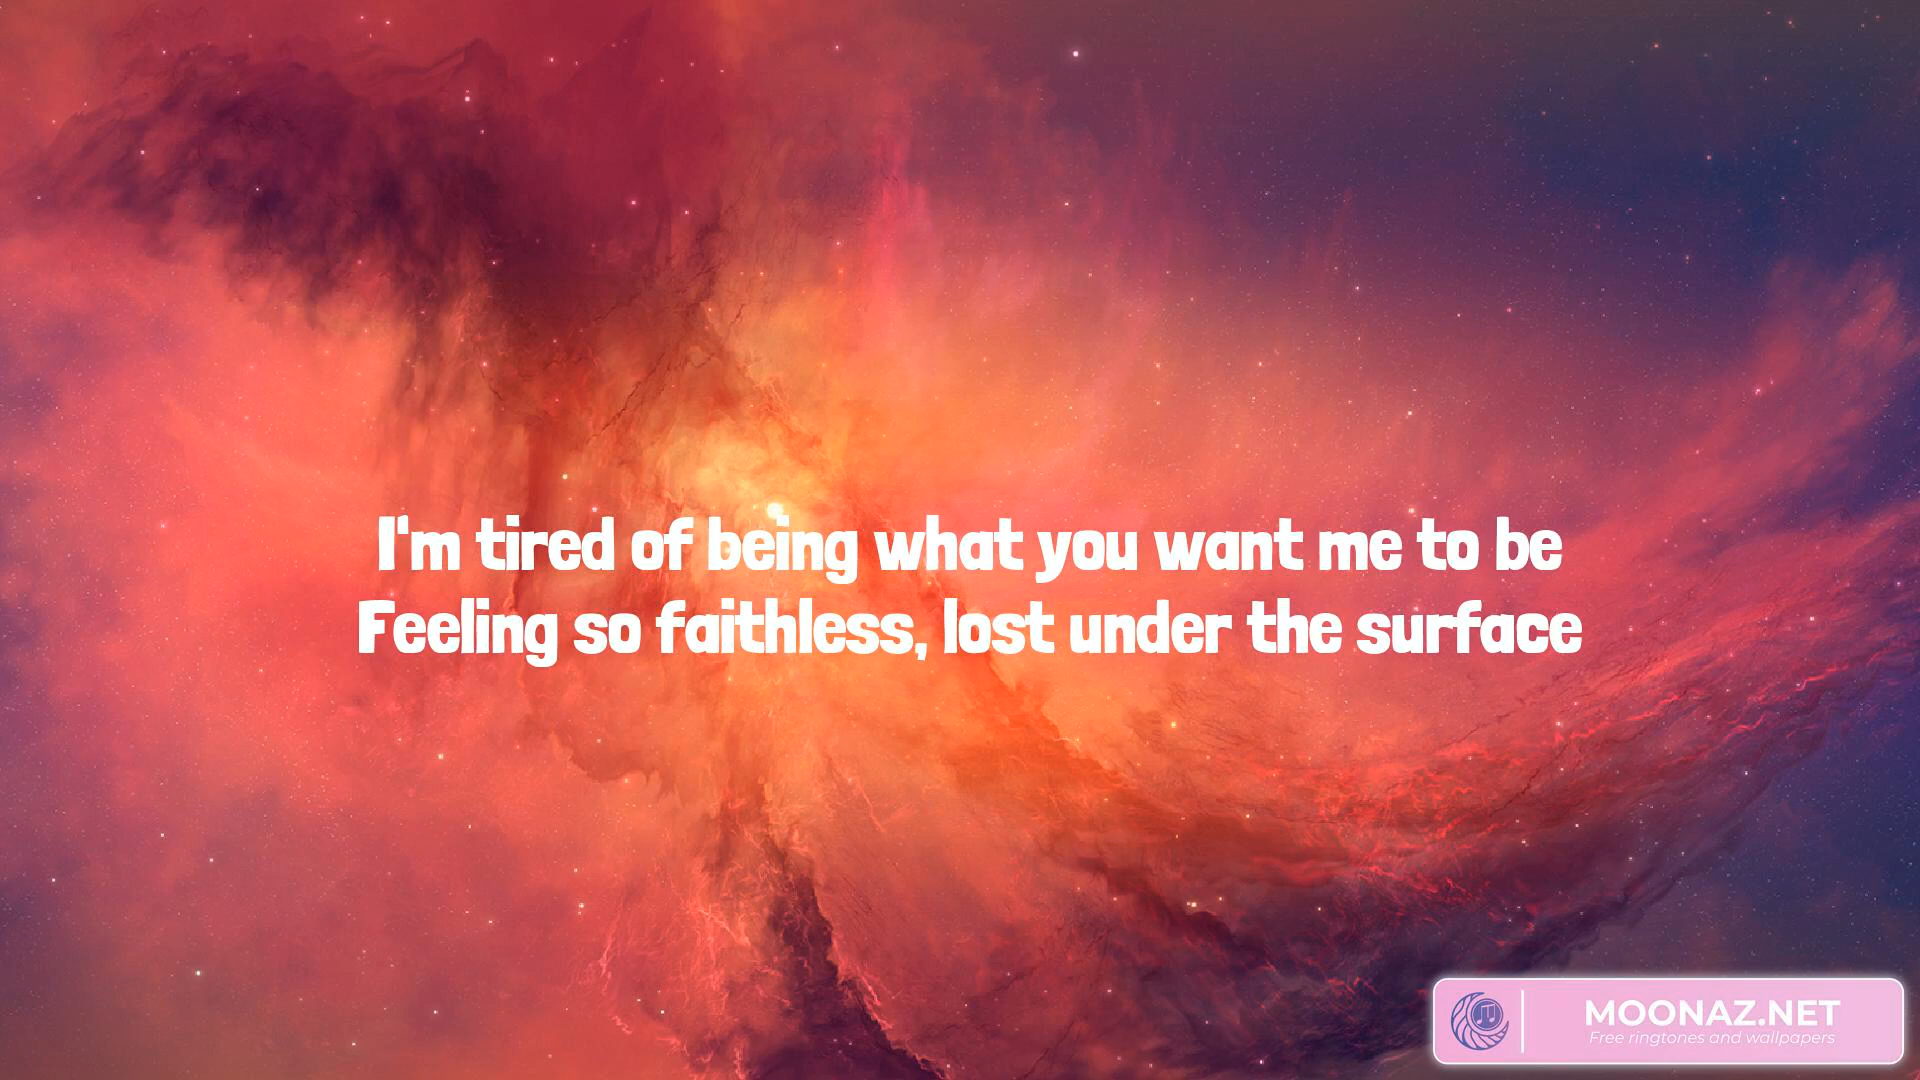 I'm tired of being what you want me to be
Feeling so faithless, lost under the surface
MOONAZ.NET
Free ringtones and wallpapers